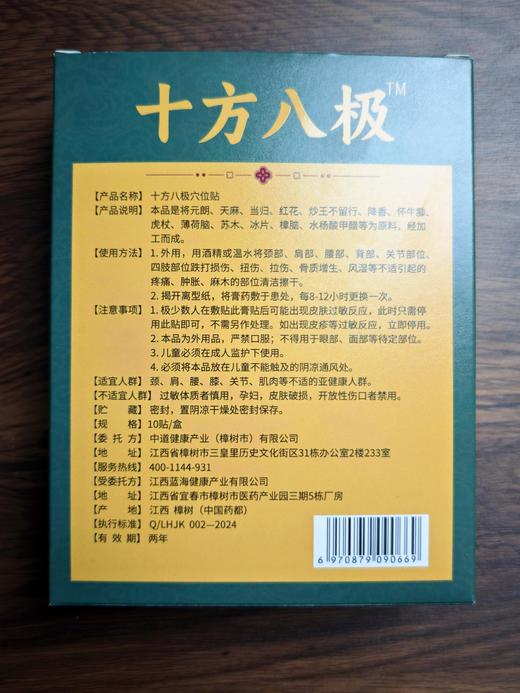 十方八极™
【产品名称】 十方八极穴位贴
【产品说明】 本品是将元胡、天麻、当归、红花、炒王不留行、降香、怀牛膝、
虎杖、薄荷脑、苏木、冰片、樟脑、水杨酸甲醋等为原料，经加
工而成。
【使用方法】 1.外用，用酒精或温水将颈部、肩部、腰部、背部、关节部位、
四肢部位跌打损伤、扭伤、拉伤、骨质增生、风湿等不适引起的
疼痛、肿胀、麻木的部位清洁擦干。
2. 揭开离型纸，将膏药敷于患处，每8-12小时更换一次。
【注意事项】 1. 极少数人在敷贴此膏贴后可能出现皮肤过敏反应，此时只需停
用此贴即可，不需另作处理。如出现皮疹等过敏反应，立即停用。
2. 本品为外用品，严禁口服；不得用于眼部、面部等待定部位。
3. 儿童必须在成人监护下使用。
4. 必须将本品放在儿童不能触及的阴凉通风处。
【适宜人群】 颈、肩、腰、膝、关节、肌肉等不适的亚健康人群。
【不适宜人群】 过敏体质者慎用，孕妇，皮肤破损，开放性伤口者禁用。
【贮 藏】 密封，置阴凉干燥处密封保存。
【规 格】 10贴/盒
【委 托 方】 中道健康产业（樟树市）有限公司
【地 址】 江西省樟树市三皇里历史文化街区31栋办公室2楼233室
【服务热线】 400-1144-931
【受委托方】 江西蓝海健康产业有限公司
【地 址】 江西省宜春市樟树市医药产业园三期5栋厂房
【产 地】 江西 樟树（中国药都）
【执行标准】 Q/LHJK 002—2024
【有 效 期】 两年
6 970879 090669